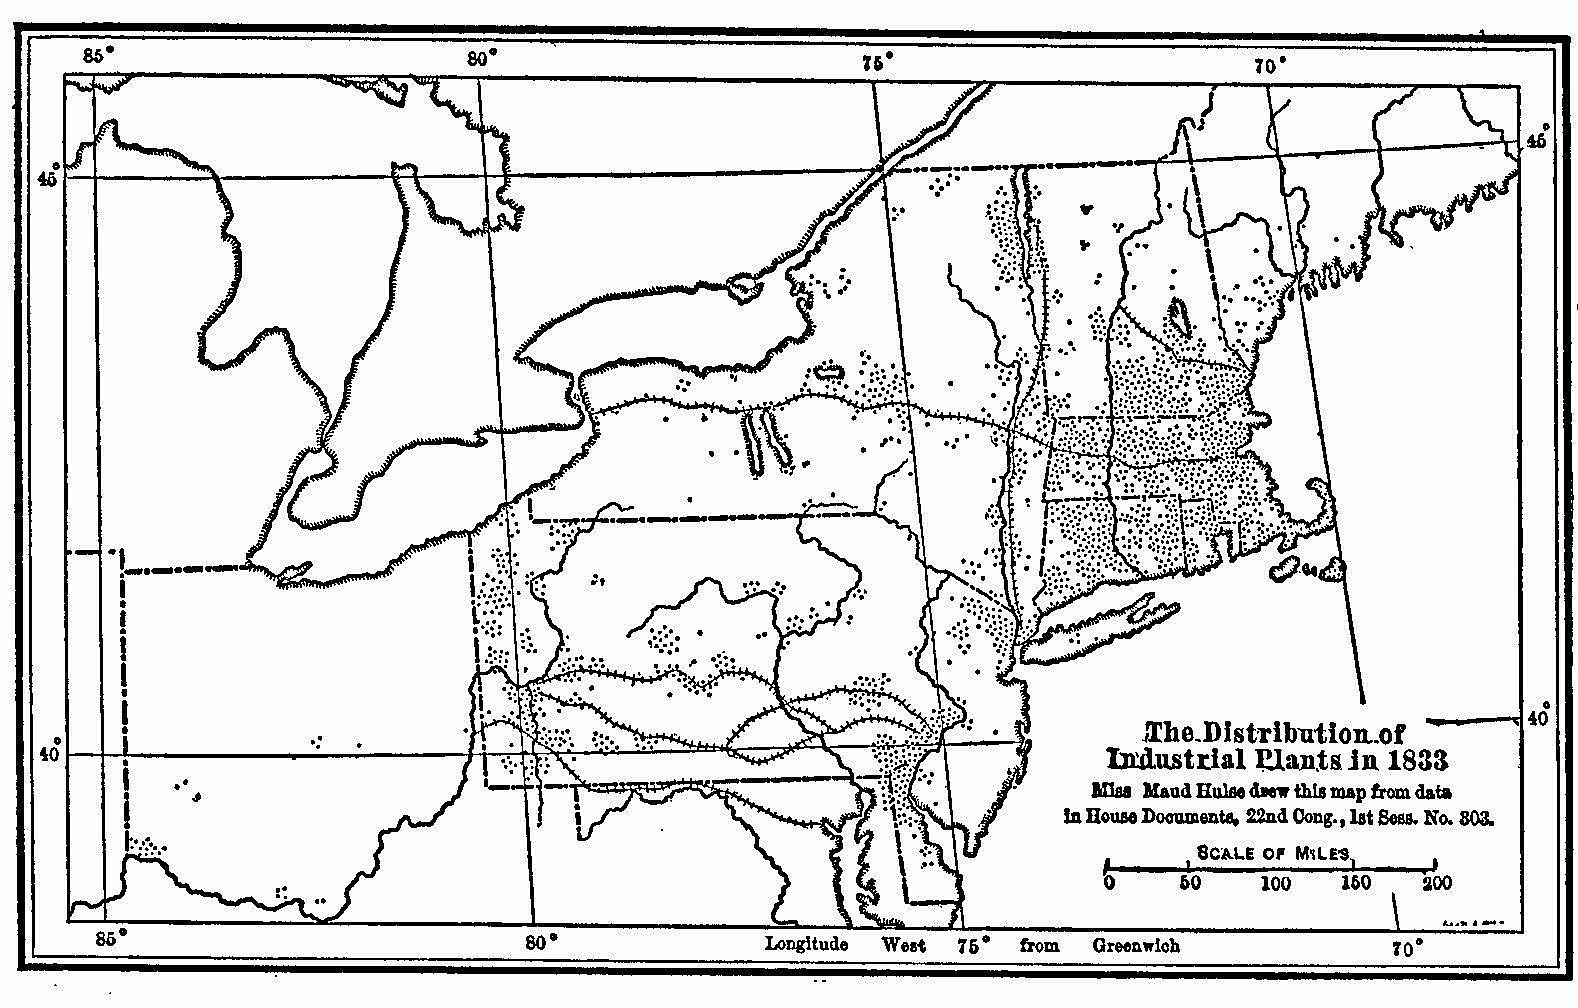 85° 80° 75° 70°
45° 45°
40° 40°
The Distribution of
Industrial Plants in 1833
Miss Maud Hulse drew this map from data
in House Documents, 22nd Cong., 1st Sess. No. 303.
SCALE OF MILES
0 50 100 150 200
85° 80° Longitude West 75° from Greenwich 70°